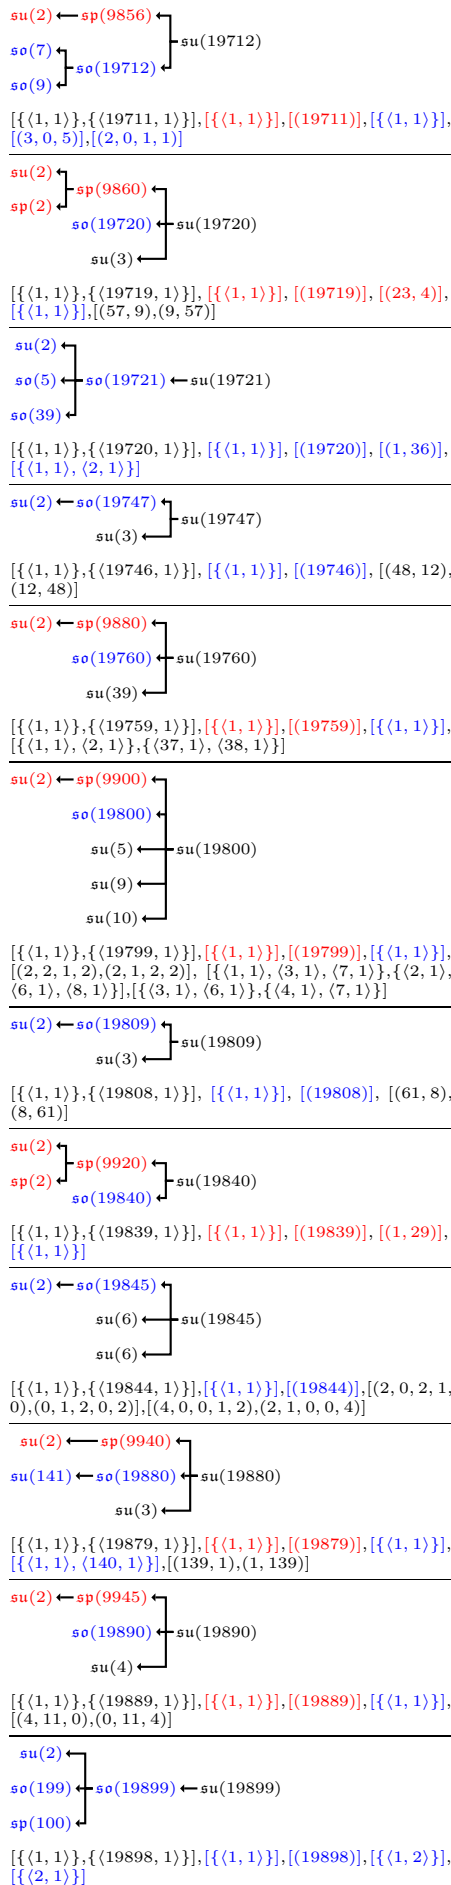 𝔰𝔲(2) 𝔰𝔭(9856)
𝔰𝔲(19712)
𝔰𝔬(7)
𝔰𝔬(19712)
𝔰𝔬(9)
[{⟨1, 1⟩},{⟨19711, 1⟩}],[{⟨1, 1⟩}],[(19711)],[{⟨1, 1⟩}],
[(3, 0, 5)],[(2, 0, 1, 1)]
𝔰𝔲(2)
𝔰𝔭(9860)
𝔰𝔭(2)
𝔰𝔬(19720) 𝔰𝔲(19720)
𝔰𝔲(3)
[{⟨1, 1⟩},{⟨19719, 1⟩}], [{⟨1, 1⟩}], [(19719)], [(23, 4)],
[{⟨1, 1⟩}],[(57, 9),(9, 57)]
𝔰𝔲(2)
𝔰𝔬(5) 𝔰𝔬(19721) 𝔰𝔲(19721)
𝔰𝔬(39)
[{⟨1, 1⟩},{⟨19720, 1⟩}], [{⟨1, 1⟩}], [(19720)], [(1, 36)],
[{⟨1, 1⟩, ⟨2, 1⟩}]
𝔰𝔲(2) 𝔰𝔬(19747)
𝔰𝔲(19747)
𝔰𝔲(3)
[{⟨1, 1⟩},{⟨19746, 1⟩}], [{⟨1, 1⟩}], [(19746)], [(48, 12),
(12, 48)]
𝔰𝔲(2) 𝔰𝔭(9880)
𝔰𝔬(19760) 𝔰𝔲(19760)
𝔰𝔲(39)
[{⟨1, 1⟩},{⟨19759, 1⟩}],[{⟨1, 1⟩}],[(19759)],[{⟨1, 1⟩}],
[{⟨1, 1⟩, ⟨2, 1⟩},{⟨37, 1⟩, ⟨38, 1⟩}]
𝔰𝔲(2) 𝔰𝔭(9900)
𝔰𝔬(19800)
𝔰𝔲(5) 𝔰𝔲(19800)
𝔰𝔲(9)
𝔰𝔲(10)
[{⟨1, 1⟩},{⟨19799, 1⟩}],[{⟨1, 1⟩}],[(19799)],[{⟨1, 1⟩}],
[(2, 2, 1, 2),(2, 1, 2, 2)], [{⟨1, 1⟩, ⟨3, 1⟩, ⟨7, 1⟩},{⟨2, 1⟩,
⟨6, 1⟩, ⟨8, 1⟩}],[{⟨3, 1⟩, ⟨6, 1⟩},{⟨4, 1⟩, ⟨7, 1⟩}]
𝔰𝔲(2) 𝔰𝔬(19809)
𝔰𝔲(19809)
𝔰𝔲(3)
[{⟨1, 1⟩},{⟨19808, 1⟩}], [{⟨1, 1⟩}], [(19808)], [(61, 8),
(8, 61)]
𝔰𝔲(2)
𝔰𝔭(9920)
𝔰𝔭(2) 𝔰𝔲(19840)
𝔰𝔬(19840)
[{⟨1, 1⟩},{⟨19839, 1⟩}], [{⟨1, 1⟩}], [(19839)], [(1, 29)],
[{⟨1, 1⟩}]
𝔰𝔲(2) 𝔰𝔬(19845)
𝔰𝔲(6) 𝔰𝔲(19845)
𝔰𝔲(6)
[{⟨1, 1⟩},{⟨19844, 1⟩}],[{⟨1, 1⟩}],[(19844)],[(2, 0, 2, 1,
0),(0, 1, 2, 0, 2)],[(4, 0, 0, 1, 2),(2, 1, 0, 0, 4)]
𝔰𝔲(2) 𝔰𝔭(9940)
𝔰𝔲(141) 𝔰𝔬(19880) 𝔰𝔲(19880)
𝔰𝔲(3)
[{⟨1, 1⟩},{⟨19879, 1⟩}],[{⟨1, 1⟩}],[(19879)],[{⟨1, 1⟩}],
[{⟨1, 1⟩, ⟨140, 1⟩}],[(139, 1),(1, 139)]
𝔰𝔲(2) 𝔰𝔭(9945)
𝔰𝔬(19890) 𝔰𝔲(19890)
𝔰𝔲(4)
[{⟨1, 1⟩},{⟨19889, 1⟩}],[{⟨1, 1⟩}],[(19889)],[{⟨1, 1⟩}],
[(4, 11, 0),(0, 11, 4)]
𝔰𝔲(2)
𝔰𝔬(199) 𝔰𝔬(19899) 𝔰𝔲(19899)
𝔰𝔭(100)
[{⟨1, 1⟩},{⟨19898, 1⟩}],[{⟨1, 1⟩}],[(19898)],[{⟨1, 2⟩}],
[{⟨2, 1⟩}]